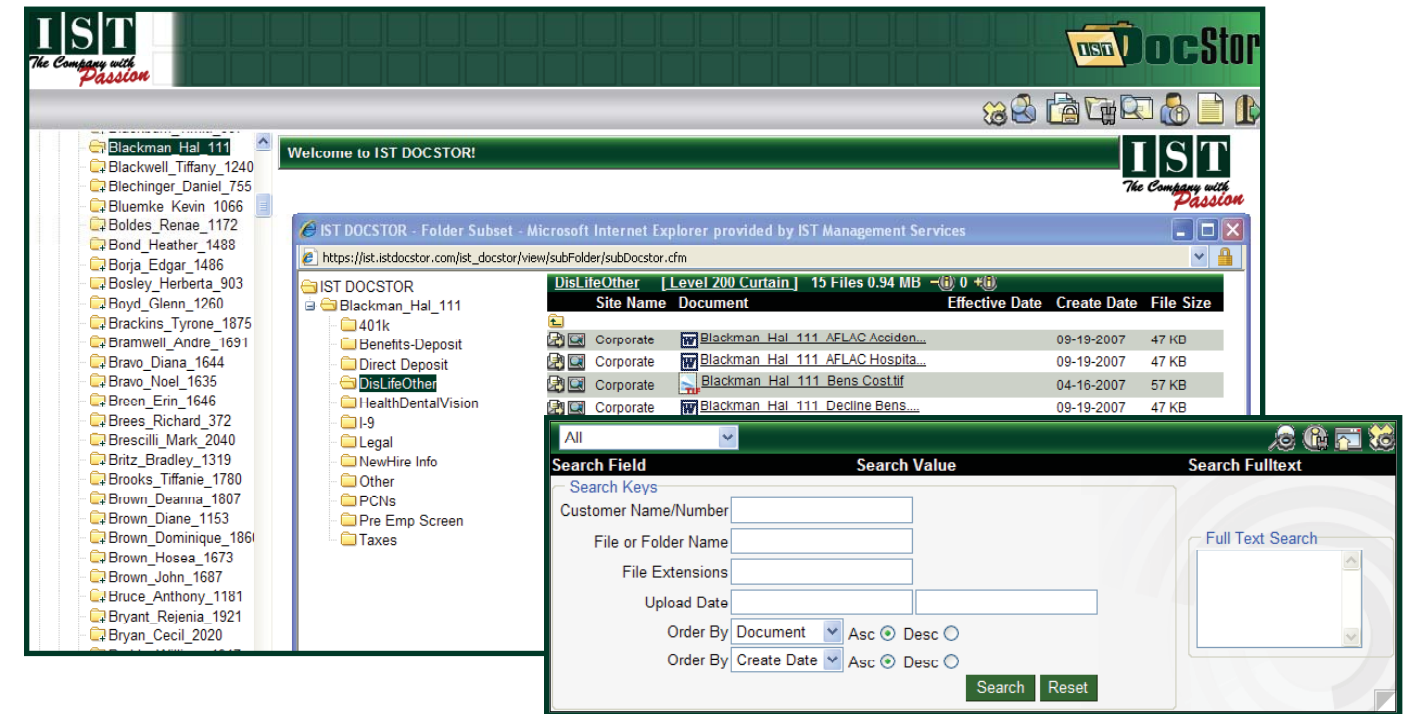 IST
The Company with
Passion
IST DocStor
Blackman_Hal_111
Blackwell_Tiffany_1240
Blechinger_Daniel_755
Bluemke_Kevin_1066
Boldes_Renae_1172
Bond_Heather_1488
Borja_Edgar_1486
Bosley_Herberta_903
Boyd_Glenn_1260
Brackins_Tyrone_1875
Bramwell_Andre_1691
Bravo_Diana_1644
Bravo_Noel_1635
Breen_Erin_1646
Brees_Richard_372
Brescilli_Mark_2040
Britz_Bradley_1319
Brooks_Tiffanie_1780
Brown_Deanna_1807
Brown_Diane_1153
Brown_Dominique_186
Brown_Hosea_1673
Brown_John_1687
Bruce_Anthony_1181
Bryant_Rejenia_1921
Bryan_Cecil_2020
Welcome to IST DOCSTOR!
IST
The Company with
Passion
IST DOCSTOR - Folder Subset - Microsoft Internet Explorer provided by IST Management Services
https://ist.istdocstor.com/ist_docstor/view/subFolder/subDocstor.cfm
IST DOCSTOR
Blackman_Hal_111
401k
Benefits-Deposit
Direct Deposit
DisLifeOther
HealthDentalVision
I-9
Legal
NewHire Info
Other
PCNs
Pre Emp Screen
Taxes
DisLifeOther [ Level 200 Curtain ] 15 Files 0.94 MB 0
Site Name Document Effective Date Create Date File Size
Corporate Blackman_Hal_111_AFLAC Acciden... 09-19-2007 47 KB
Corporate Blackman_Hal_111_AFLAC Hospita... 09-19-2007 47 KB
Corporate Blackman_Hal_111_Bens Cost.tif 04-16-2007 57 KB
Corporate Blackman_Hal_111_Decline Bens.... 09-19-2007 47 KB
All
Search Field Search Value Search Fulltext
Search Keys
Customer Name/Number
File or Folder Name
File Extensions
Upload Date
Order By Document Asc Desc
Order By Create Date Asc Desc
Search Reset
Full Text Search